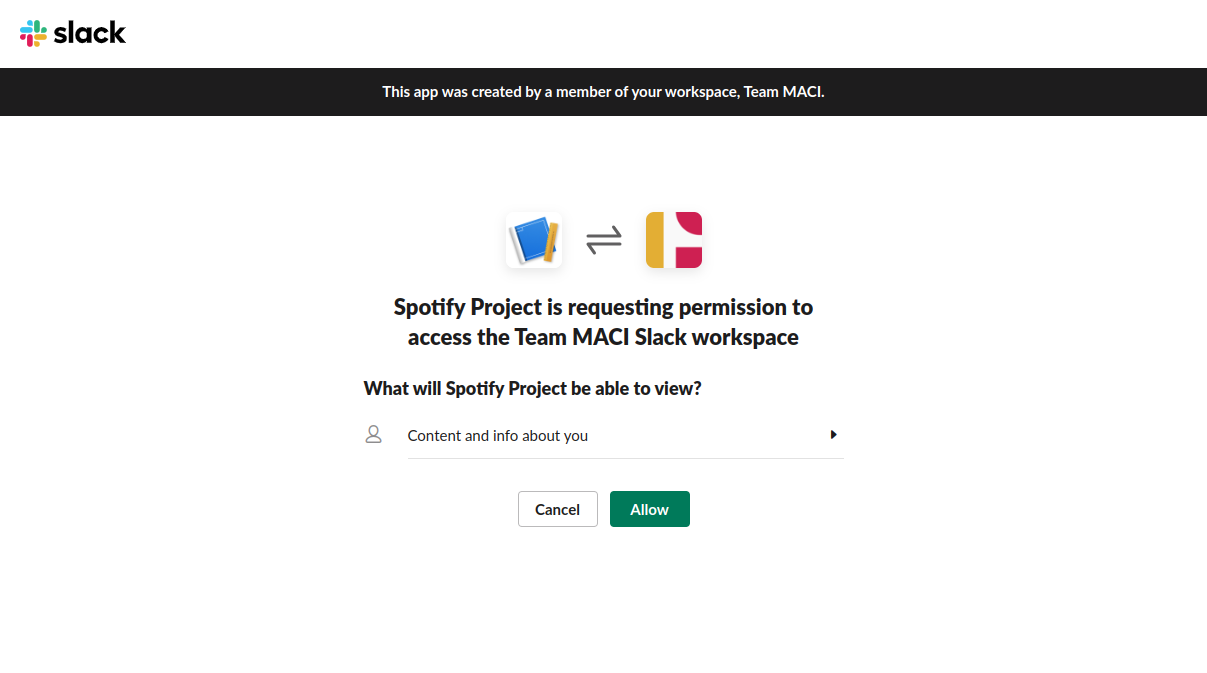 slack
This app was created by a member of your workspace, Team MACI.
Spotify Project is requesting permission to
access the Team MACI Slack workspace
What will Spotify Project be able to view?
Content and info about you
Cancel
Allow